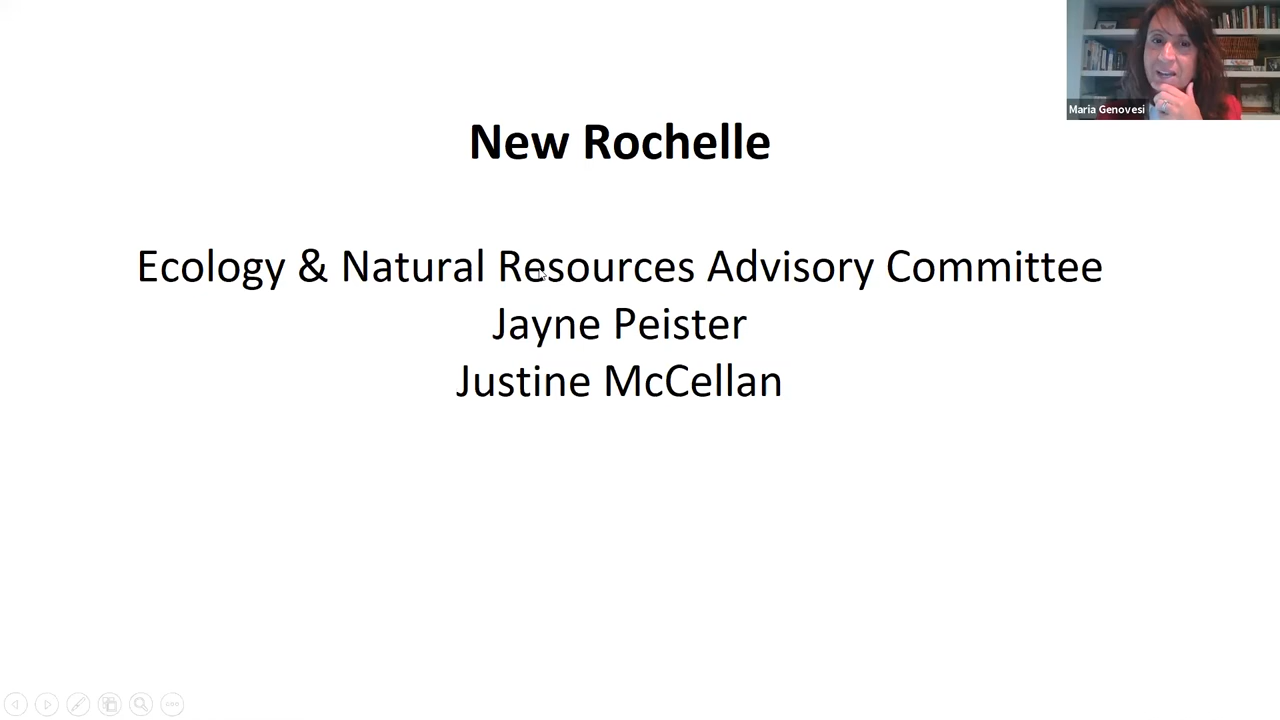 Maria Genovesi
New Rochelle
Ecology & Natural Resources Advisory Committee
Jayne Peister
Justine McCellan